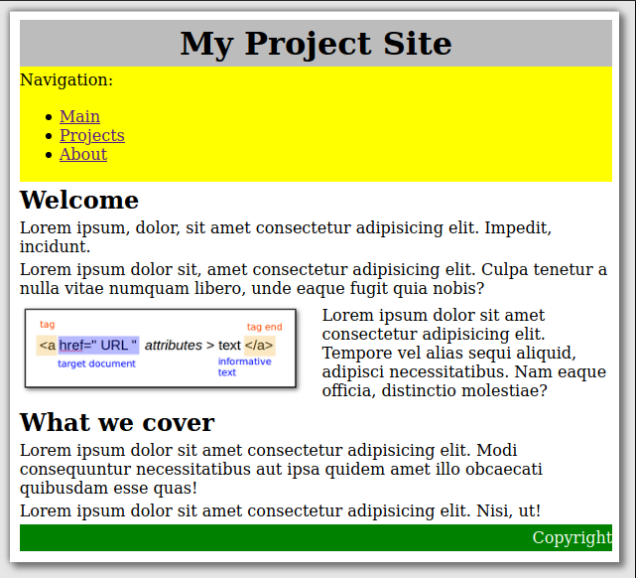 My Project Site
Navigation:
Main
Projects
About
Welcome
Lorem ipsum, dolor, sit amet consectetur adipisicing elit. Impedit,
incidunt.
Lorem ipsum dolor sit, amet consectetur adipisicing elit. Culpa tenetur a
nulla vitae numquam libero, unde eaque fugit quia nobis?
tag
tag end
<a href=" URL " attributes > text </a>
target document
informative
text
Lorem ipsum dolor sit amet
consectetur adipisicing elit.
Tempore vel alias sequi aliquid,
adipisci necessitatibus. Nam eaque
officia, distinctio molestiae?
What we cover
Lorem ipsum dolor sit amet consectetur adipisicing elit. Modi
consequuntur necessitatibus aut ipsa quidem amet illo obcaecati
quibusdam esse quas!
Lorem ipsum dolor sit amet consectetur adipisicing elit. Nisi, ut!
Copyright